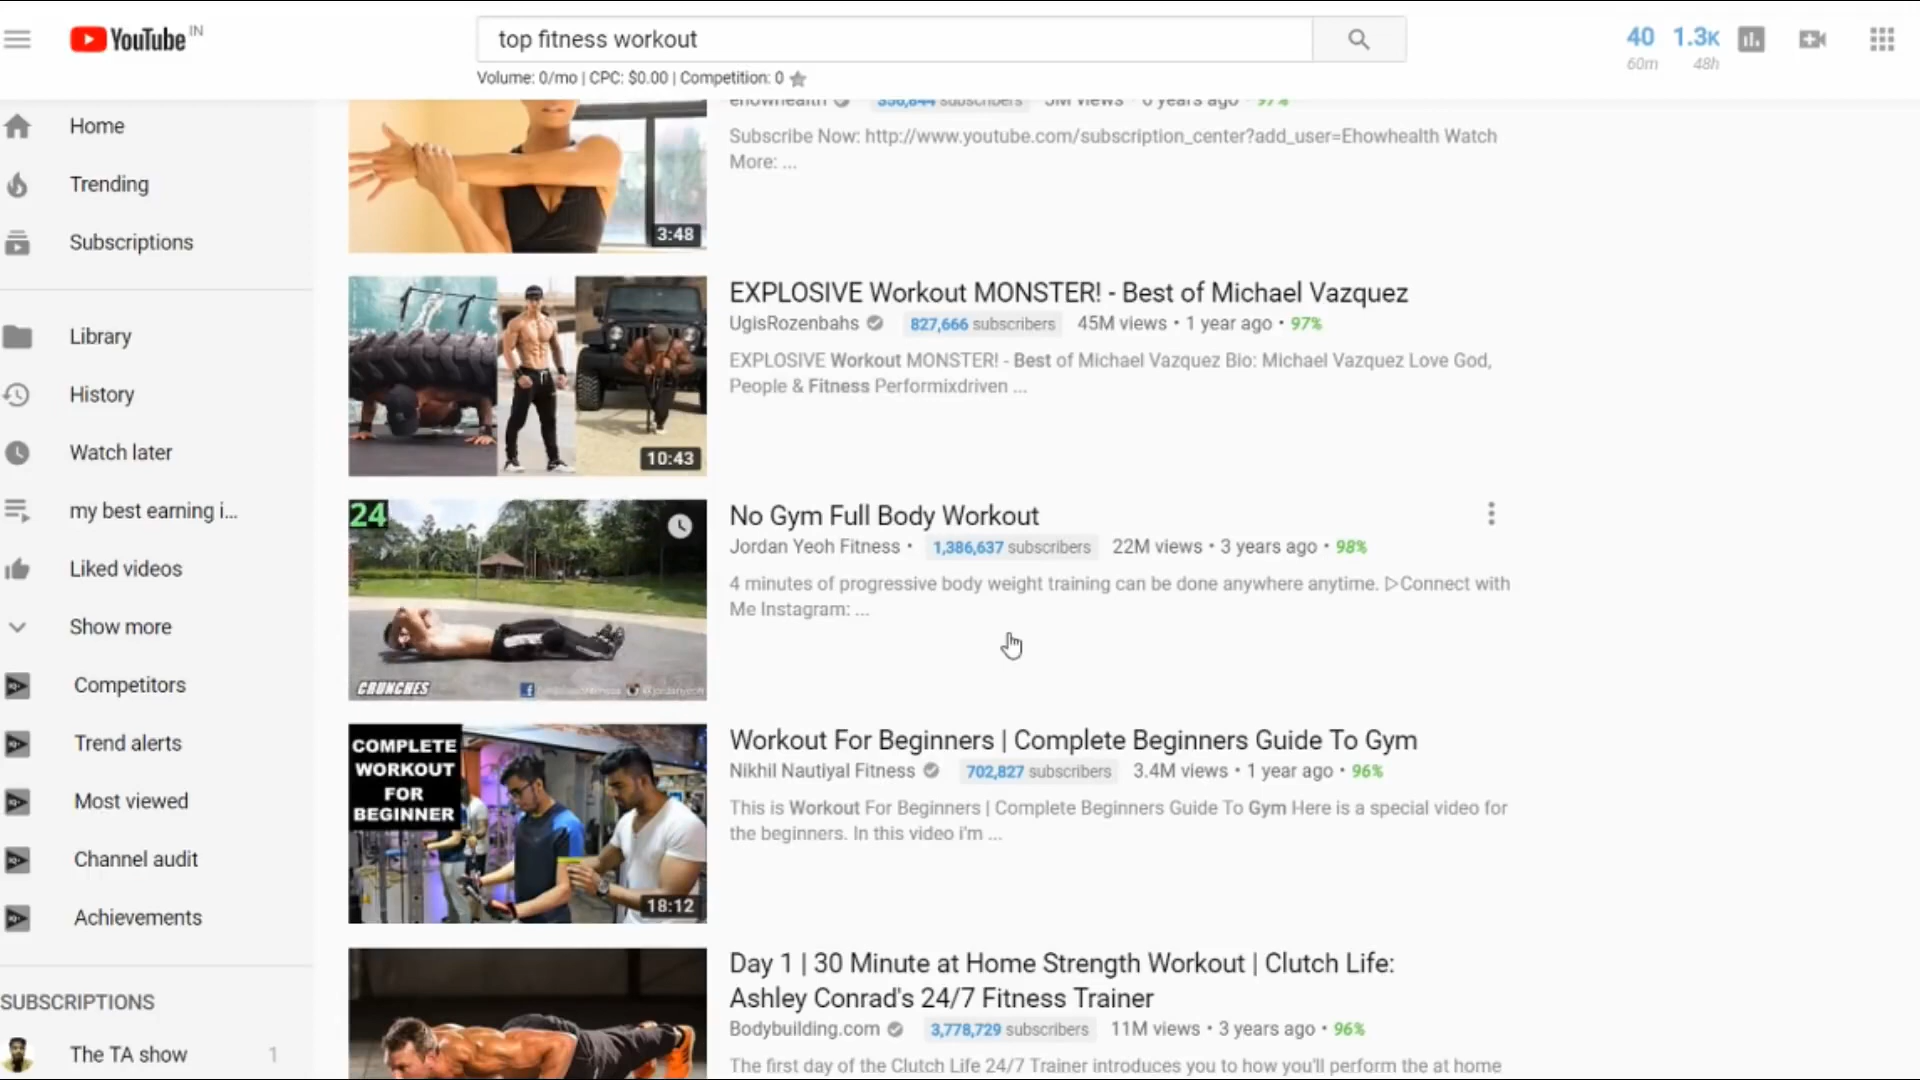 YouTube IN
top fitness workout
40 1.3K
60m 48h
Volume: 0/mo | CPC: $0.00 | Competition: 0
Home
Trending
Subscriptions
Library
History
Watch later
my best earning i...
Liked videos
Show more
Competitors
Trend alerts
Most viewed
Channel audit
Achievements
SUBSCRIPTIONS
The TA show 1
ehowhealth 356,844 subscribers 5M views • 6 years ago • 97%
Subscribe Now: http://www.youtube.com/subscription_center?add_user=Ehowhealth Watch
More: ...
3:48
EXPLOSIVE Workout MONSTER! - Best of Michael Vazquez
UgisRozenbahs 827,666 subscribers 45M views • 1 year ago • 97%
EXPLOSIVE Workout MONSTER! - Best of Michael Vazquez Bio: Michael Vazquez Love God,
People & Fitness Performixdriven ...
10:43
24
CRUNCHES
No Gym Full Body Workout
Jordan Yeoh Fitness • 1,386,637 subscribers 22M views • 3 years ago • 98%
4 minutes of progressive body weight training can be done anywhere anytime. ▷Connect with
Me Instagram: ...
COMPLETE
WORKOUT
FOR
BEGINNER
18:12
Workout For Beginners | Complete Beginners Guide To Gym
Nikhil Nautiyal Fitness 702,827 subscribers 3.4M views • 1 year ago • 96%
This is Workout For Beginners | Complete Beginners Guide To Gym Here is a special video for
the beginners. In this video i'm ...
Day 1 | 30 Minute at Home Strength Workout | Clutch Life:
Ashley Conrad's 24/7 Fitness Trainer
Bodybuilding.com 3,778,729 subscribers 11M views • 3 years ago • 96%
The first day of the Clutch Life 24/7 Trainer introduces you to how you'll perform the at home